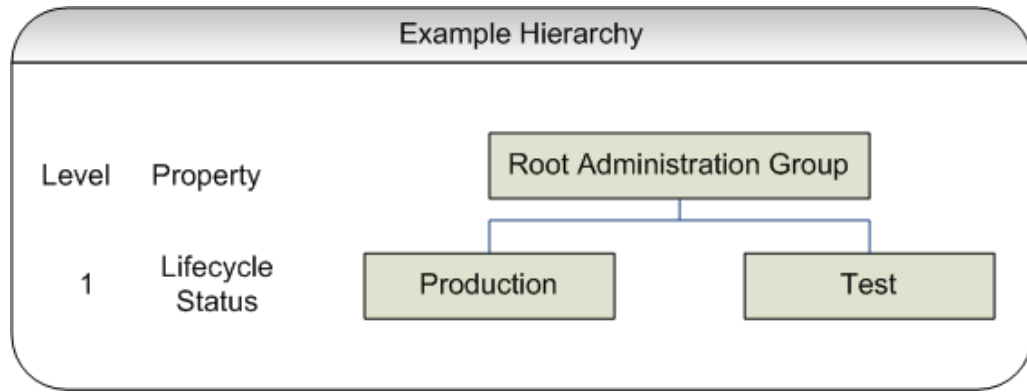 Example Hierarchy
Root Administration Group
Level Property
Lifecycle
1 Status Production Test